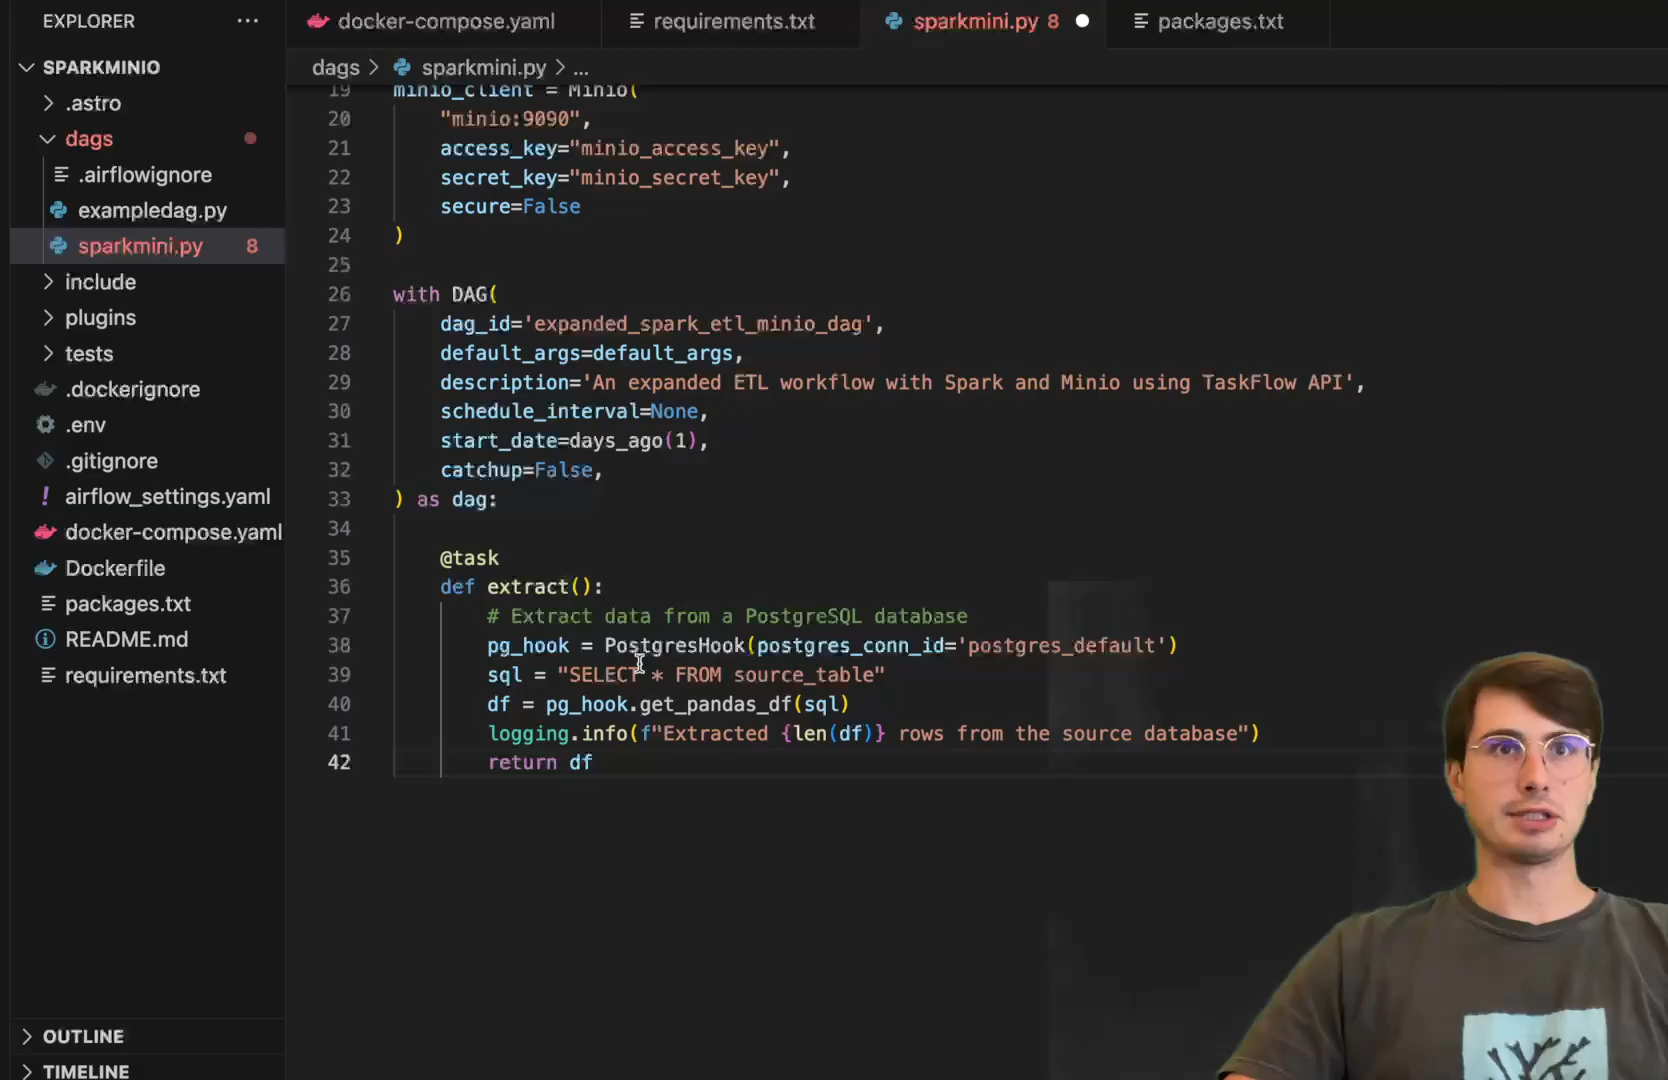 EXPLORER
SPARKMINIO
.astro
dags
.airflowignore
exampledag.py
sparkmini.py 8
include
plugins
tests
.dockerignore
.env
.gitignore
airflow_settings.yaml
docker-compose.yaml
Dockerfile
packages.txt
README.md
requirements.txt
OUTLINE
TIMELINE
docker-compose.yaml
requirements.txt
sparkmini.py 8
packages.txt
dags > sparkmini.py > ...
19 minio_client = Minio(
20 "minio:9090",
21 access_key="minio_access_key",
22 secret_key="minio_secret_key",
23 secure=False
24 )
25
26 with DAG(
27 dag_id='expanded_spark_etl_minio_dag',
28 default_args=default_args,
29 description='An expanded ETL workflow with Spark and Minio using TaskFlow API',
30 schedule_interval=None,
31 start_date=days_ago(1),
32 catchup=False,
33 ) as dag:
34
35 @task
36 def extract():
37 # Extract data from a PostgreSQL database
38 pg_hook = PostgresHook(postgres_conn_id='postgres_default')
39 sql = "SELECT * FROM source_table"
40 df = pg_hook.get_pandas_df(sql)
41 logging.info(f"Extracted {len(df)} rows from the source database")
42 return df